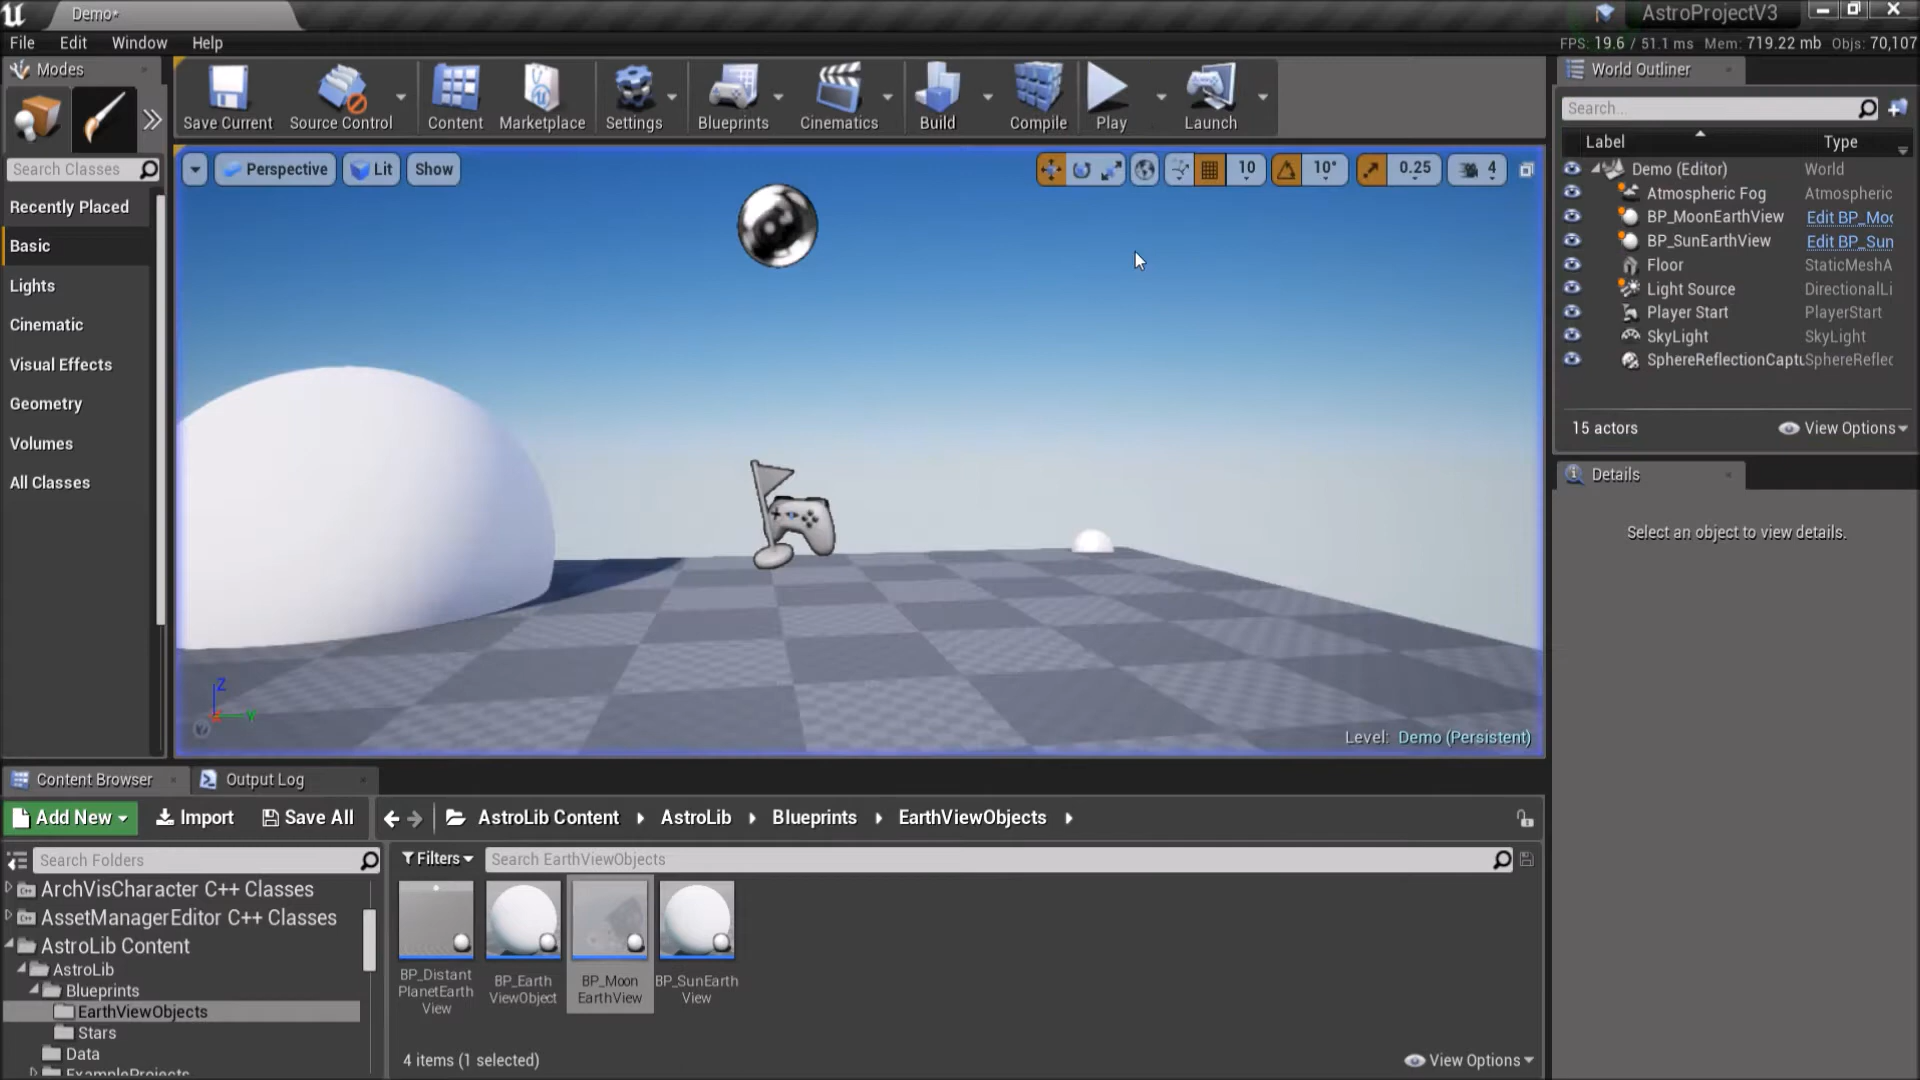 Demo*
AstroProjectV3
File Edit Window Help
FPS: 19.6 / 51.1 ms Mem: 719.22 mb Objs: 70,107
Modes
Save Current Source Control Content Marketplace Settings Blueprints Cinematics Build Compile Play Launch
Search Classes
Recently Placed
Basic
Lights
Cinematic
Visual Effects
Geometry
Volumes
All Classes
Perspective Lit Show
10 10° 0.25 4
Z
Y
Level: Demo (Persistent)
World Outliner
Search...
Label Type
Demo (Editor) World
Atmospheric Fog Atmospheric
BP_MoonEarthView Edit BP_Moo
BP_SunEarthView Edit BP_Sun
Floor StaticMeshA
Light Source DirectionalLi
Player Start PlayerStart
SkyLight SkyLight
SphereReflectionCaptu SphereReflec
15 actors View Options
Details
Select an object to view details.
Content Browser Output Log
Add New Import Save All AstroLib Content AstroLib Blueprints EarthViewObjects
Search Folders
ArchVisCharacter C++ Classes
AssetManagerEditor C++ Classes
AstroLib Content
AstroLib
Blueprints
EarthViewObjects
Stars
Data
ExampleProjects
Filters Search EarthViewObjects
BP_Distant
PlanetEarth
View
BP_Earth
ViewObject
BP_Moon
EarthView
BP_SunEarth
View
4 items (1 selected) View Options